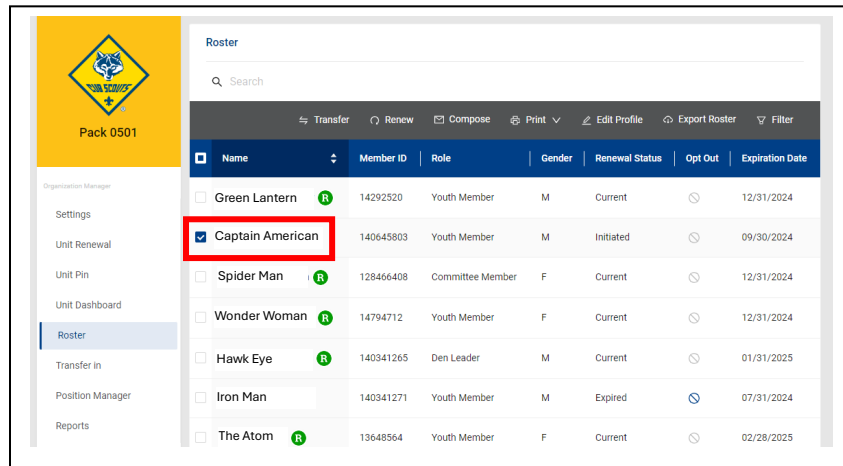 CUB SCOUTS
Pack 0501
Organization Manager
Settings
Unit Renewal
Unit Pin
Unit Dashboard
Roster
Transfer in
Position Manager
Reports
Roster
Search
Transfer Renew Compose Print Edit Profile Export Roster Filter
Name Member ID Role Gender Renewal Status Opt Out Expiration Date
Green Lantern R 14292520 Youth Member M Current 12/31/2024
Captain American 140645803 Youth Member M Initiated 09/30/2024
Spider Man R 128466408 Committee Member F Current 12/31/2024
Wonder Woman R 14794712 Youth Member F Current 12/31/2024
Hawk Eye R 140341265 Den Leader M Current 01/31/2025
Iron Man 140341271 Youth Member M Expired 07/31/2024
The Atom R 13648564 Youth Member F Current 02/28/2025